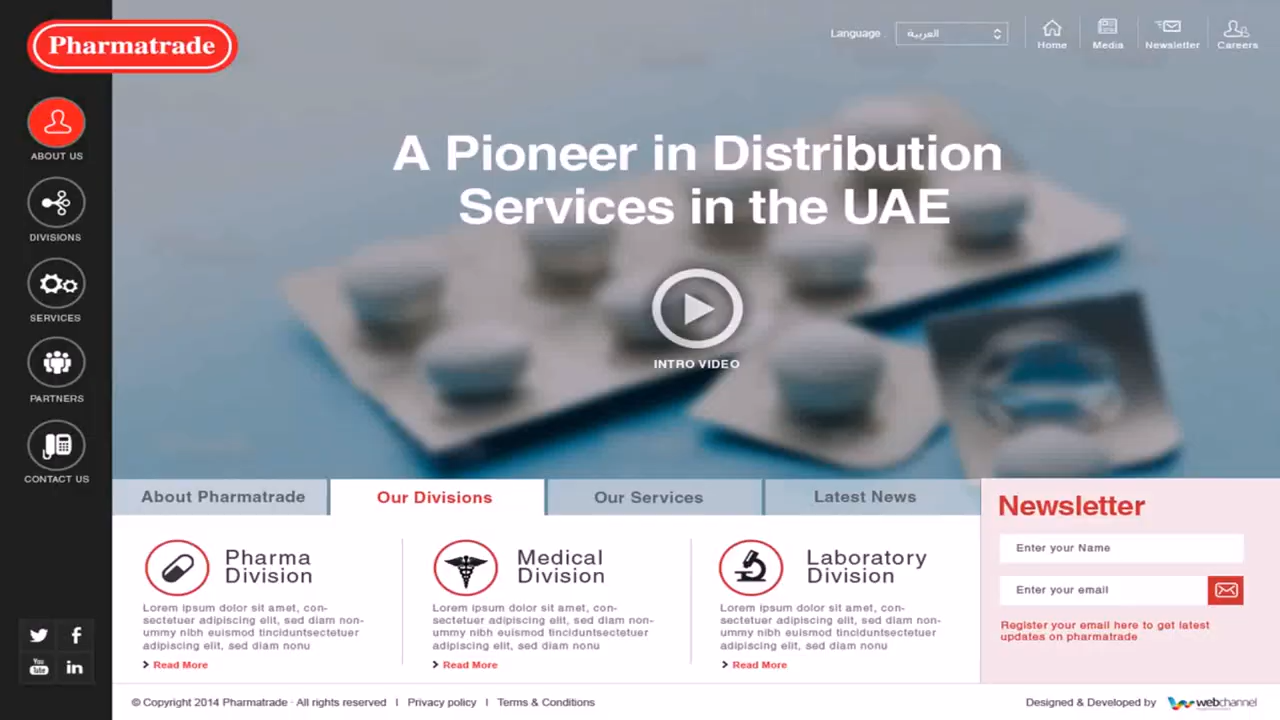 Pharmatrade
Language
العربية
Home
Media
Newsletter
Careers
ABOUT US
DIVISIONS
SERVICES
PARTNERS
CONTACT US
A Pioneer in Distribution
Services in the UAE
INTRO VIDEO
About Pharmatrade
Our Divisions
Our Services
Latest News
Pharma
Division
Lorem ipsum dolor sit amet, con-
sectetuer adipiscing elit, sed diam non-
ummy nibh euismod tinciduntsectetuer
adipiscing elit, sed diam nonu
Read More
Medical
Division
Lorem ipsum dolor sit amet, con-
sectetuer adipiscing elit, sed diam non-
ummy nibh euismod tinciduntsectetuer
adipiscing elit, sed diam nonu
Read More
Laboratory
Division
Lorem ipsum dolor sit amet, con-
sectetuer adipiscing elit, sed diam non-
ummy nibh euismod tinciduntsectetuer
adipiscing elit, sed diam nonu
Read More
Newsletter
Enter your Name
Enter your email
Register your email here to get latest
updates on pharmatrade
You
Tube
in
© Copyright 2014 Pharmatrade · All rights reserved | Privacy policy | Terms & Conditions
Designed & Developed by webchannel